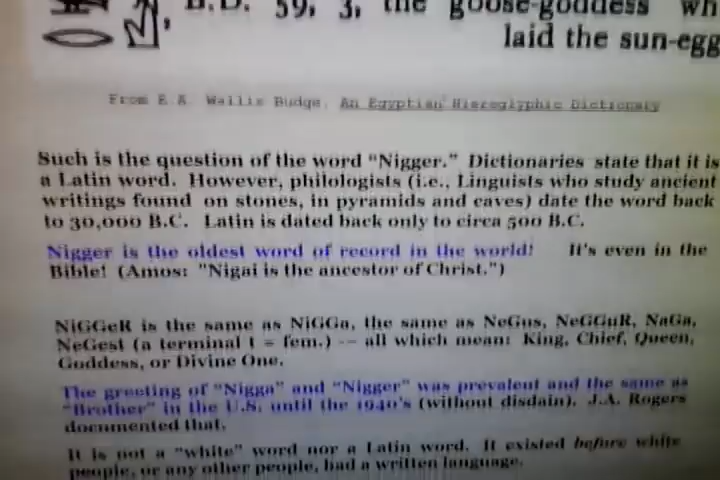 B.D. 59, 3, the goose-goddess wh
laid the sun-egg
From E.A. Wallis Budge, An Egyptian Hieroglyphic Dictionary
Such is the question of the word "Nigger." Dictionaries state that it is
a Latin word. However, philologists (i.e., Linguists who study ancient
writings found on stones, in pyramids and caves) date the word back
to 30,000 B.C. Latin is dated back only to circa 500 B.C.
Nigger is the oldest word of record in the world! It's even in the
Bible! (Amos: "Nigai is the ancestor of Christ.")
NiGGeR is the same as NiGGa, the same as NeGus, NeGGuR, NaGa,
NeGest (a terminal t = fem.) -- all which mean: King, Chief, Queen,
Goddess, or Divine One.
The greeting of "Nigga" and "Nigger" was prevalent and the same as
"Brother" in the U.S. until the 1940's (without disdain). J.A. Rogers
documented that.
It is not a "white" word nor a Latin word. It existed before white
people, or any other people, had a written language.